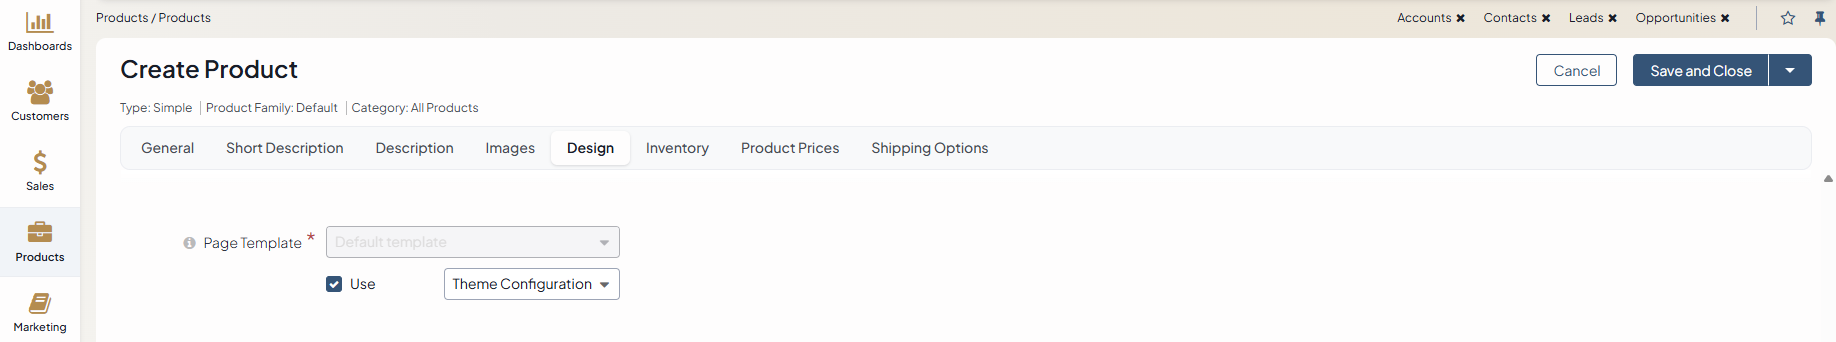 Dashboards
Customers
Sales
Products
Marketing
Products / Products
Accounts × Contacts × Leads × Opportunities ×
Create Product
Cancel Save and Close
Type: Simple | Product Family: Default | Category: All Products
General Short Description Description Images Design Inventory Product Prices Shipping Options
Page Template * Default template
Use Theme Configuration